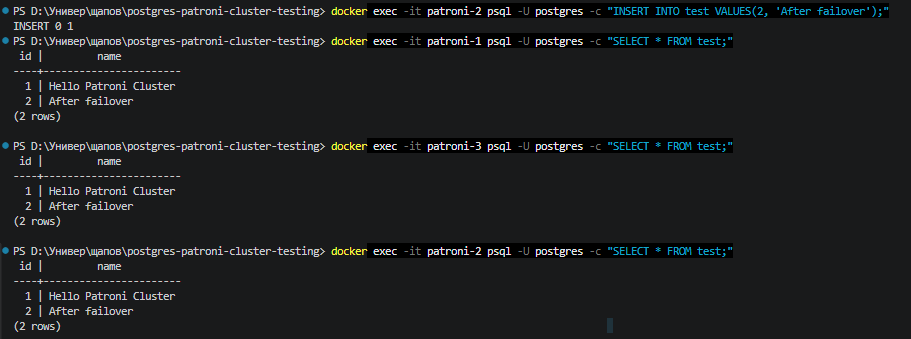 PS D:\Универ\щапов\postgres-patroni-cluster-testing> docker exec -it patroni-2 psql -U postgres -c "INSERT INTO test VALUES(2, 'After failover');"
INSERT 0 1
PS D:\Универ\щапов\postgres-patroni-cluster-testing> docker exec -it patroni-1 psql -U postgres -c "SELECT * FROM test;"
 id |         name
----+-----------------------
  1 | Hello Patroni Cluster
  2 | After failover
(2 rows)

PS D:\Универ\щапов\postgres-patroni-cluster-testing> docker exec -it patroni-3 psql -U postgres -c "SELECT * FROM test;"
 id |         name
----+-----------------------
  1 | Hello Patroni Cluster
  2 | After failover
(2 rows)

PS D:\Универ\щапов\postgres-patroni-cluster-testing> docker exec -it patroni-2 psql -U postgres -c "SELECT * FROM test;"
 id |         name
----+-----------------------
  1 | Hello Patroni Cluster
  2 | After failover
(2 rows)